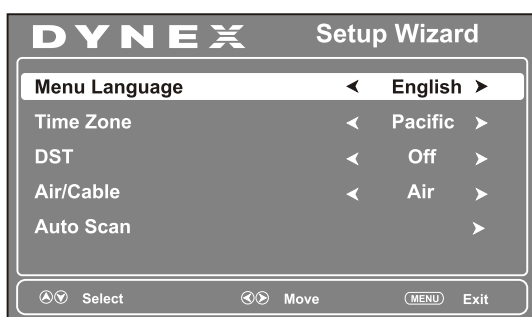 DYNEX Setup Wizard
Menu Language English
Time Zone Pacific
DST Off
Air/Cable Air
Auto Scan
Select Move MENU Exit